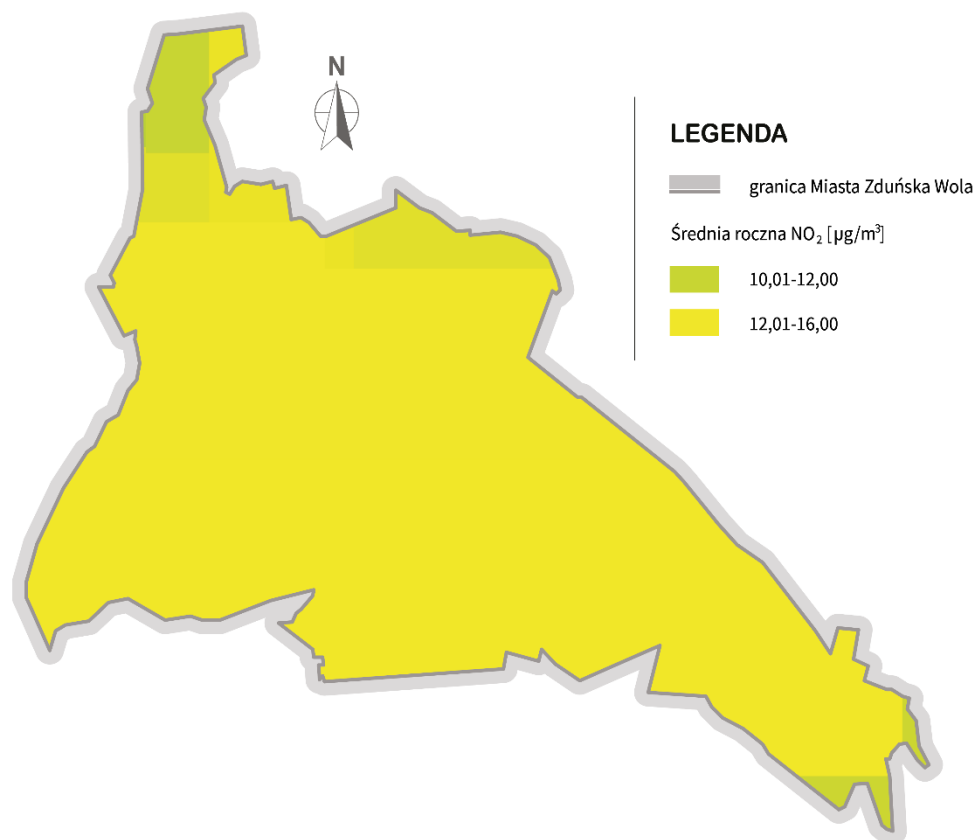 N
LEGENDA
granica Miasta Zduńska Wola
Średnia roczna NO₂ [µg/m³]
10,01-12,00
12,01-16,00